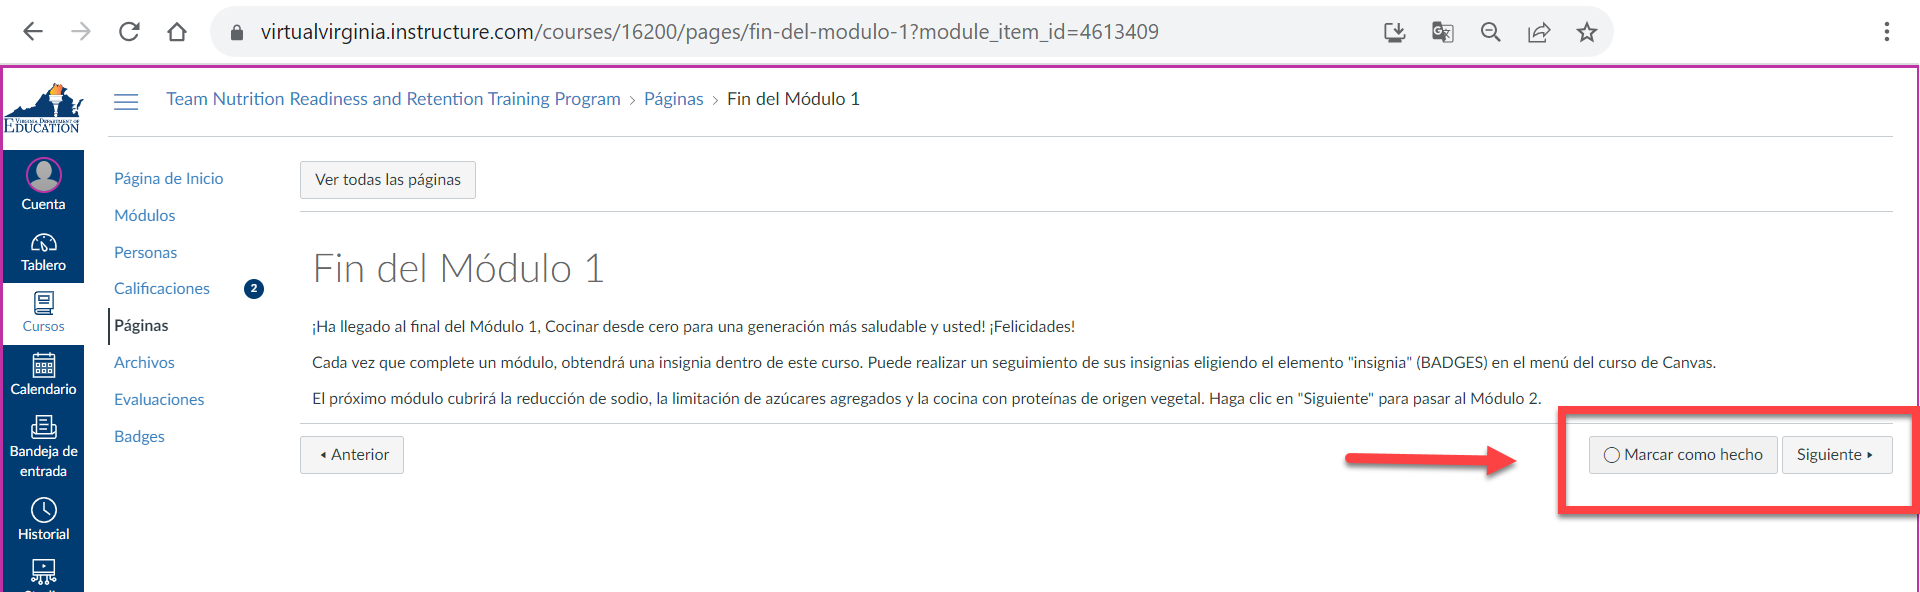 virtualvirginia.instructure.com/courses/16200/pages/fin-del-modulo-1?module_item_id=4613409
VIRGINIA DEPARTMENT OF
EDUCATION
Team Nutrition Readiness and Retention Training Program > Páginas > Fin del Módulo 1
Cuenta
Tablero
Cursos
Calendario
Bandeja de
entrada
Historial
Página de Inicio
Módulos
Personas
Calificaciones 2
Páginas
Archivos
Evaluaciones
Badges
Ver todas las páginas
Fin del Módulo 1
¡Ha llegado al final del Módulo 1, Cocinar desde cero para una generación más saludable y usted! ¡Felicidades!
Cada vez que complete un módulo, obtendrá una insignia dentro de este curso. Puede realizar un seguimiento de sus insignias eligiendo el elemento "insignia" (BADGES) en el menú del curso de Canvas.
El próximo módulo cubrirá la reducción de sodio, la limitación de azúcares agregados y la cocina con proteínas de origen vegetal. Haga clic en "Siguiente" para pasar al Módulo 2.
Anterior
Marcar como hecho
Siguiente